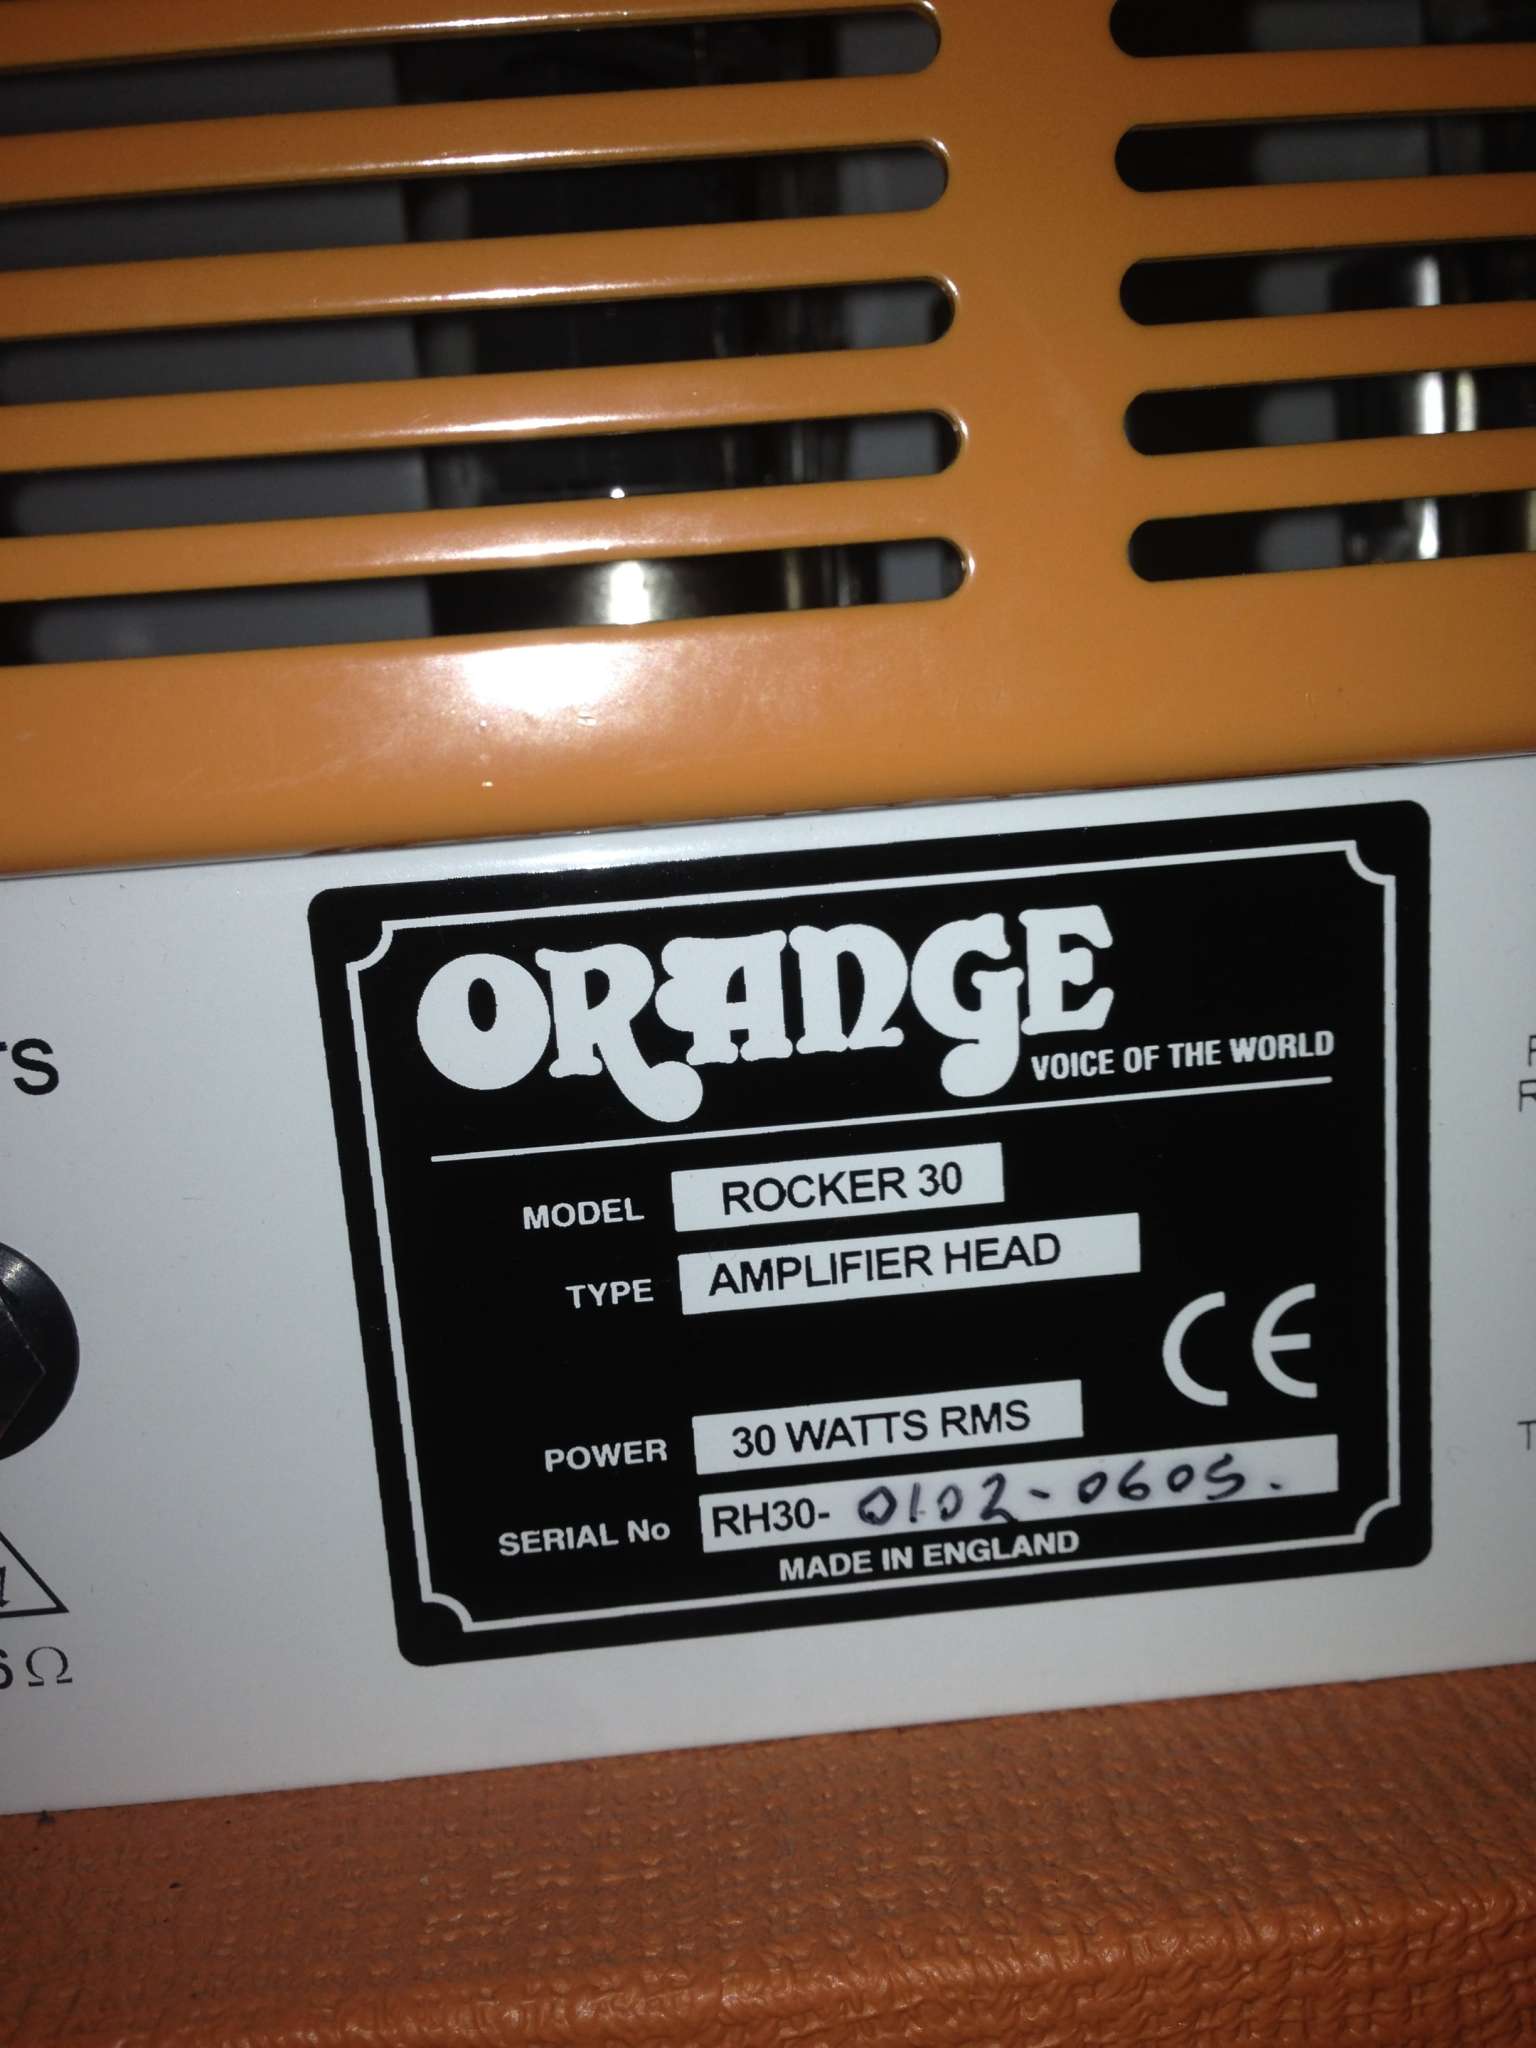 ORANGE
VOICE OF THE WORLD
MODEL ROCKER 30
TYPE AMPLIFIER HEAD
CE
POWER 30 WATTS RMS
SERIAL No RH30- 0102-0605.
MADE IN ENGLAND
Ω